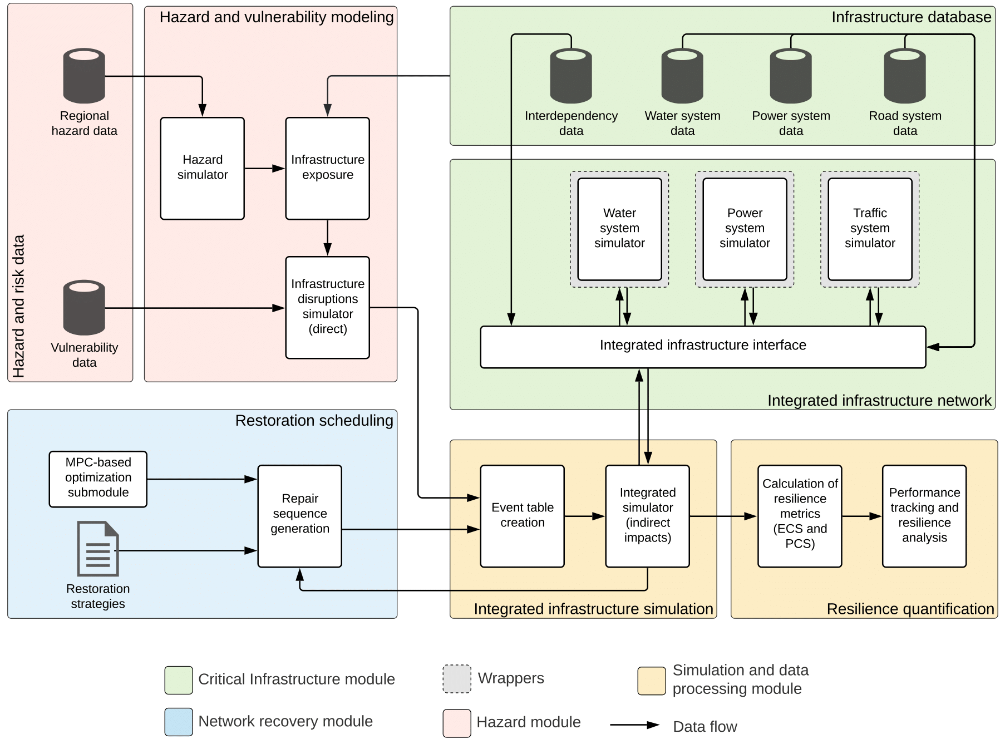 Hazard and risk data
Regional
hazard data
Vulnerability
data
Hazard and vulnerability modeling
Hazard
simulator
Infrastructure
exposure
Infrastructure
disruptions
simulator
(direct)
Infrastructure database
Interdependency
data
Water system
data
Power system
data
Road system
data
Water
system
simulator
Power
system
simulator
Traffic
system
simulator
Integrated infrastructure interface
Integrated infrastructure network
Restoration scheduling
MPC-based
optimization
submodule
Restoration
strategies
Repair
sequence
generation
Event table
creation
Integrated
simulator
(indirect
impacts)
Integrated infrastructure simulation
Calculation of
resilience
metrics
(ECS and
PCS)
Performance
tracking and
resilience
analysis
Resilience quantification
Critical Infrastructure module
Wrappers
Simulation and data
processing module
Network recovery module
Hazard module
Data flow